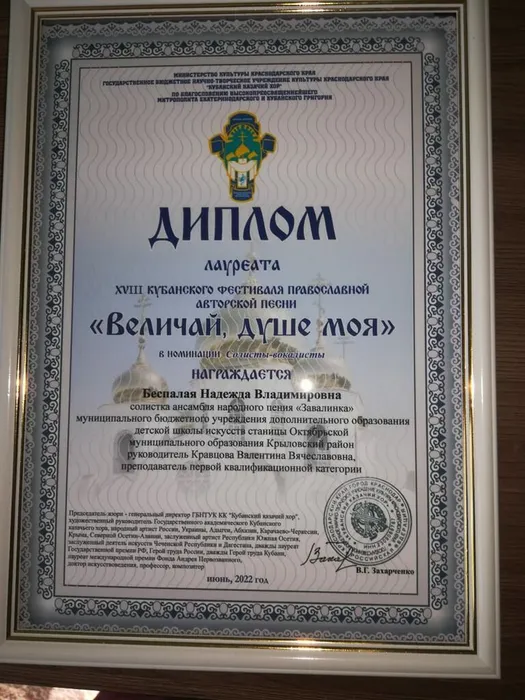 МИНИСТЕРСТВО КУЛЬТУРЫ КРАСНОДАРСКОГО КРАЯ
ГОСУДАРСТВЕННОЕ БЮДЖЕТНОЕ НАУЧНО-ТВОРЧЕСКОЕ УЧРЕЖДЕНИЕ КУЛЬТУРЫ КРАСНОДАРСКОГО КРАЯ
"КУБАНСКИЙ КАЗАЧИЙ ХОР"
ПО БЛАГОСЛОВЕНИЮ ВЫСОКОПРЕОСВЯЩЕННЕЙШЕГО
МИТРОПОЛИТА ЕКАТЕРИНОДАРСКОГО И КУБАНСКОГО ГРИГОРИЯ
ДИПЛОМ
ЛАУРЕАТА
XVIII КУБАНСКОГО ФЕСТИВАЛЯ ПРАВОСЛАВНОЙ
АВТОРСКОЙ ПЕСНИ
«ВЕЛИЧАЙ, ДУШЕ МОЯ»
В НОМИНАЦИИ Солисты-вокалисты
НАГРАЖДАЕТСЯ
Беспалая Надежда Владимировна
солистка ансамбля народного пения «Завалинка»
муниципального бюджетного учреждения дополнительного образования
детской школы искусств станицы Октябрьской
муниципального образования Крыловский район
руководитель Кравцова Валентина Вячеславовна,
преподаватель первой квалификационной категории
Председатель жюри - генеральный директор ГБНТУК КК "Кубанский казачий хор",
художественный руководитель Государственного академического Кубанского
казачьего хора, народный артист России, Украины, Адыгеи, Абхазии, Карачаево-Черкессии,
Крыма, Северной Осетии-Алании, заслуженный артист Республики Южная Осетия,
заслуженный деятель искусств Чеченской Республики и Дагестана, дважды лауреат
Государственной премии РФ, Герой труда России, дважды Герой труда Кубани,
лауреат международной премии Фонда Андрея Первозванного,
доктор искусствоведения, профессор, композитор
В.Г. Захарченко
июнь, 2022 год